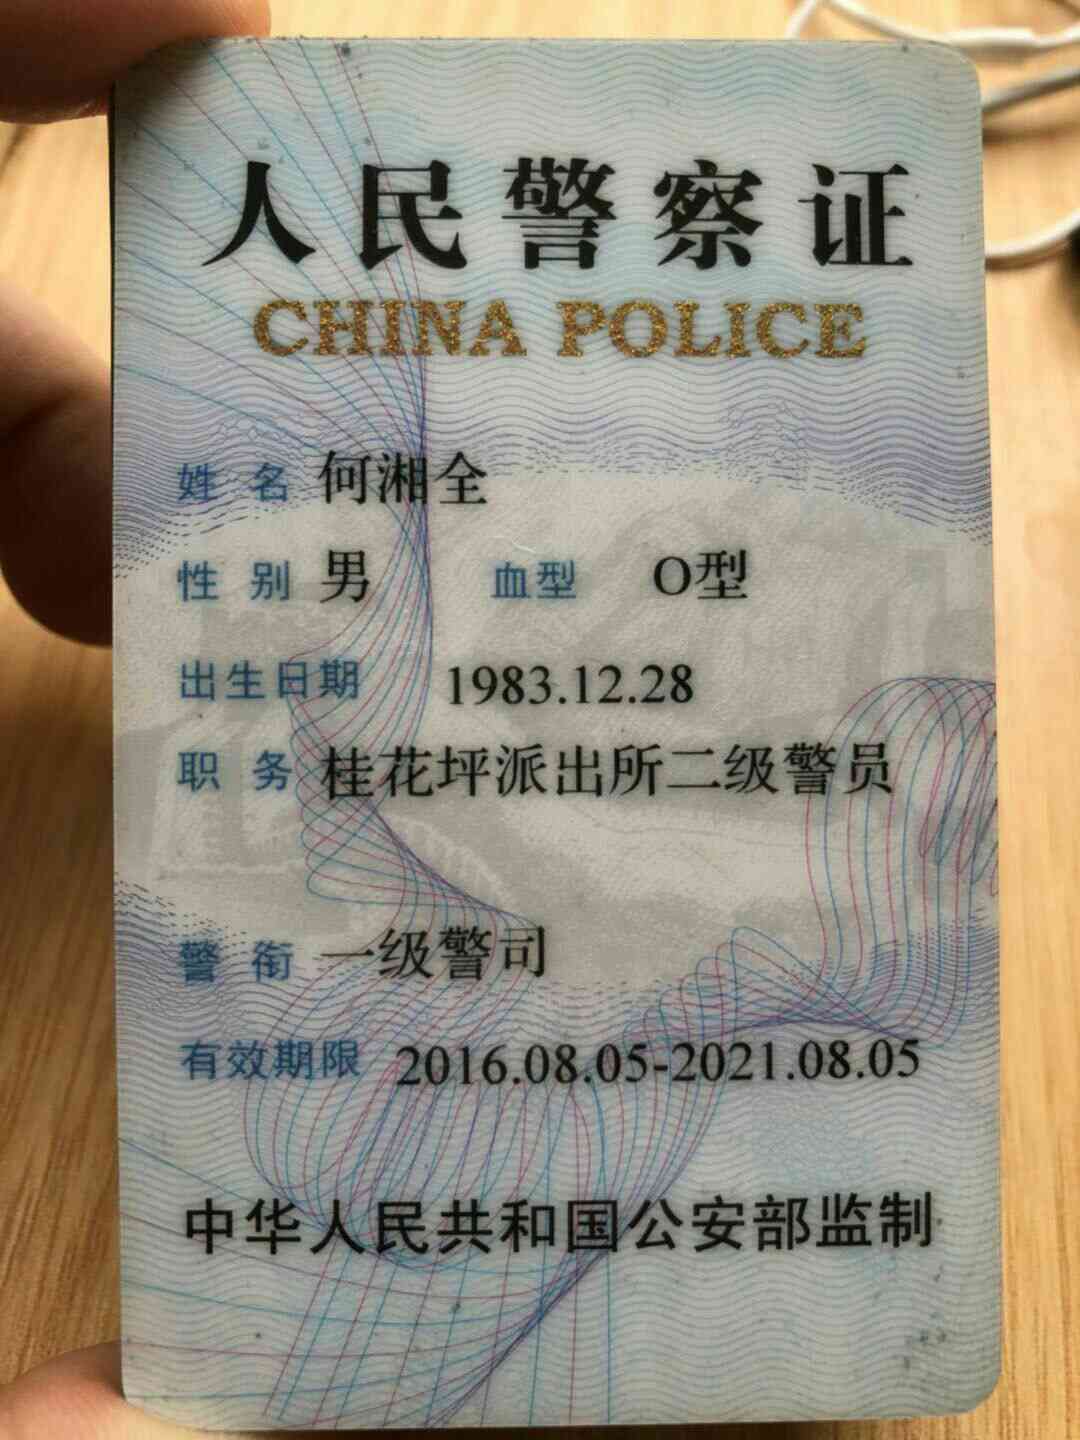 人民警察证
CHINA POLICE
姓名 何湘全
性别 男 血型 O型
出生日期 1983.12.28
职务 桂花坪派出所二级警员
警衔 一级警司
有效期限 2016.08.05-2021.08.05
中华人民共和国公安部监制